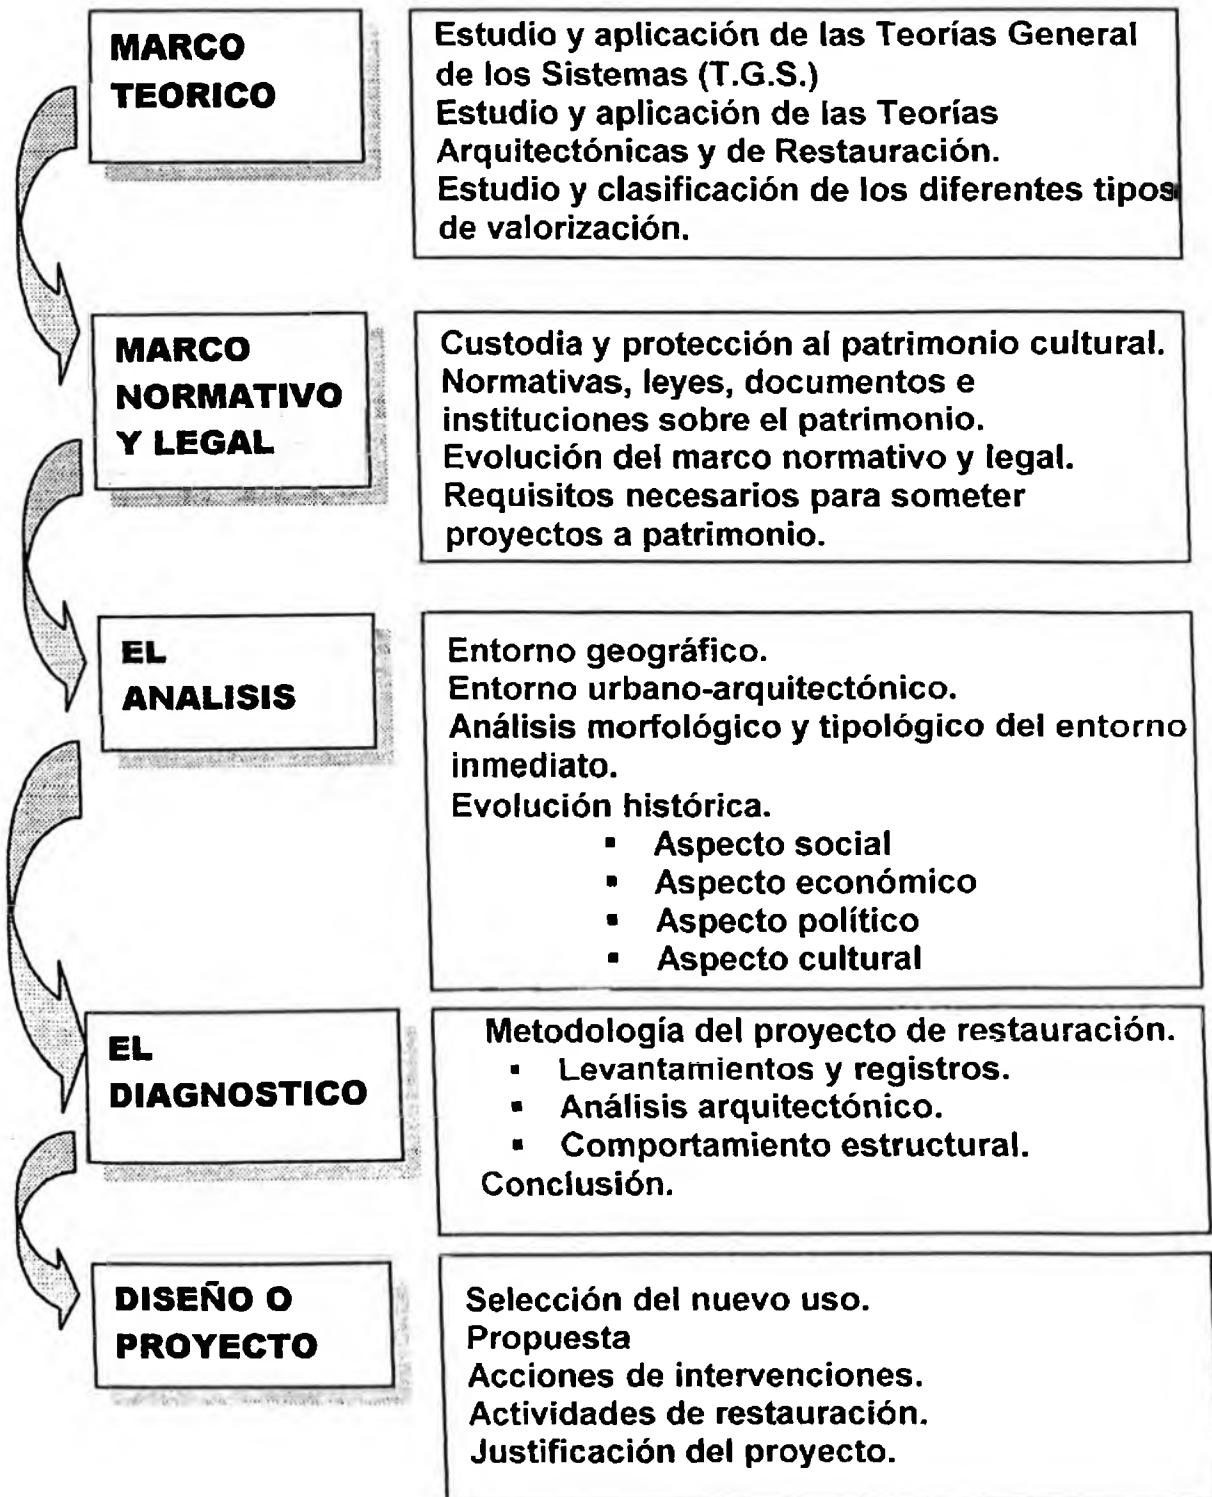 MARCO
TEORICO
Estudio y aplicación de las Teorías General
de los Sistemas (T.G.S.)
Estudio y aplicación de las Teorías
Arquitectónicas y de Restauración.
Estudio y clasificación de los diferentes tipos
de valorización.
MARCO
NORMATIVO
Y LEGAL
Custodia y protección al patrimonio cultural.
Normativas, leyes, documentos e
instituciones sobre el patrimonio.
Evolución del marco normativo y legal.
Requisitos necesarios para someter
proyectos a patrimonio.
EL
ANALISIS
Entorno geográfico.
Entorno urbano-arquitectónico.
Análisis morfológico y tipológico del entorno
inmediato.
Evolución histórica.
▪ Aspecto social
▪ Aspecto económico
▪ Aspecto político
▪ Aspecto cultural
EL
DIAGNOSTICO
Metodología del proyecto de restauración.
▪ Levantamientos y registros.
▪ Análisis arquitectónico.
▪ Comportamiento estructural.
Conclusión.
DISEÑO O
PROYECTO
Selección del nuevo uso.
Propuesta
Acciones de intervenciones.
Actividades de restauración.
Justificación del proyecto.